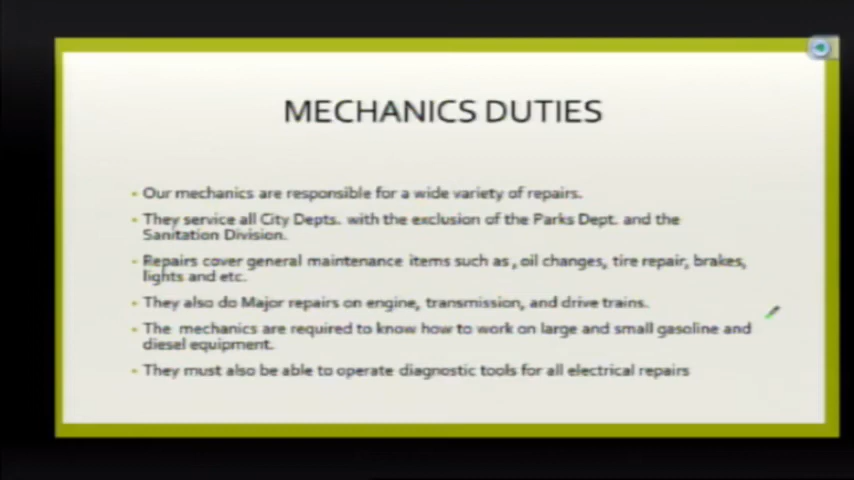 MECHANICS DUTIES
Our mechanics are responsible for a wide variety of repairs.
They service all City Depts. with the exclusion of the Parks Dept. and the
Sanitation Division.
Repairs cover general maintenance items such as , oil changes, tire repair, brakes,
lights and etc.
They also do Major repairs on engine, transmission, and drive trains.
The mechanics are required to know how to work on large and small gasoline and
diesel equipment.
They must also be able to operate diagnostic tools for all electrical repairs